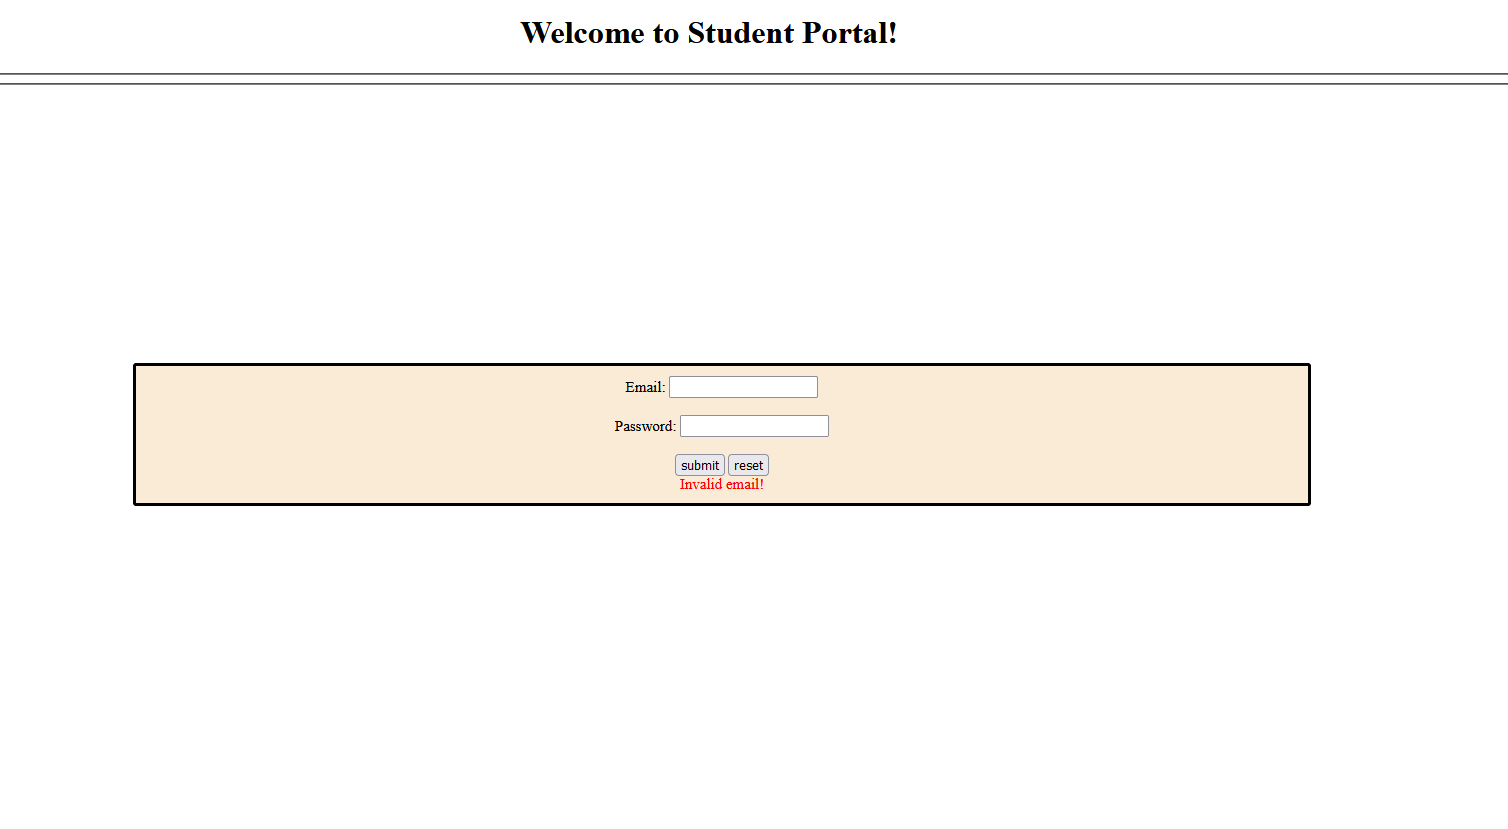 Welcome to Student Portal!
Email:
Password:
submit reset
Invalid email!